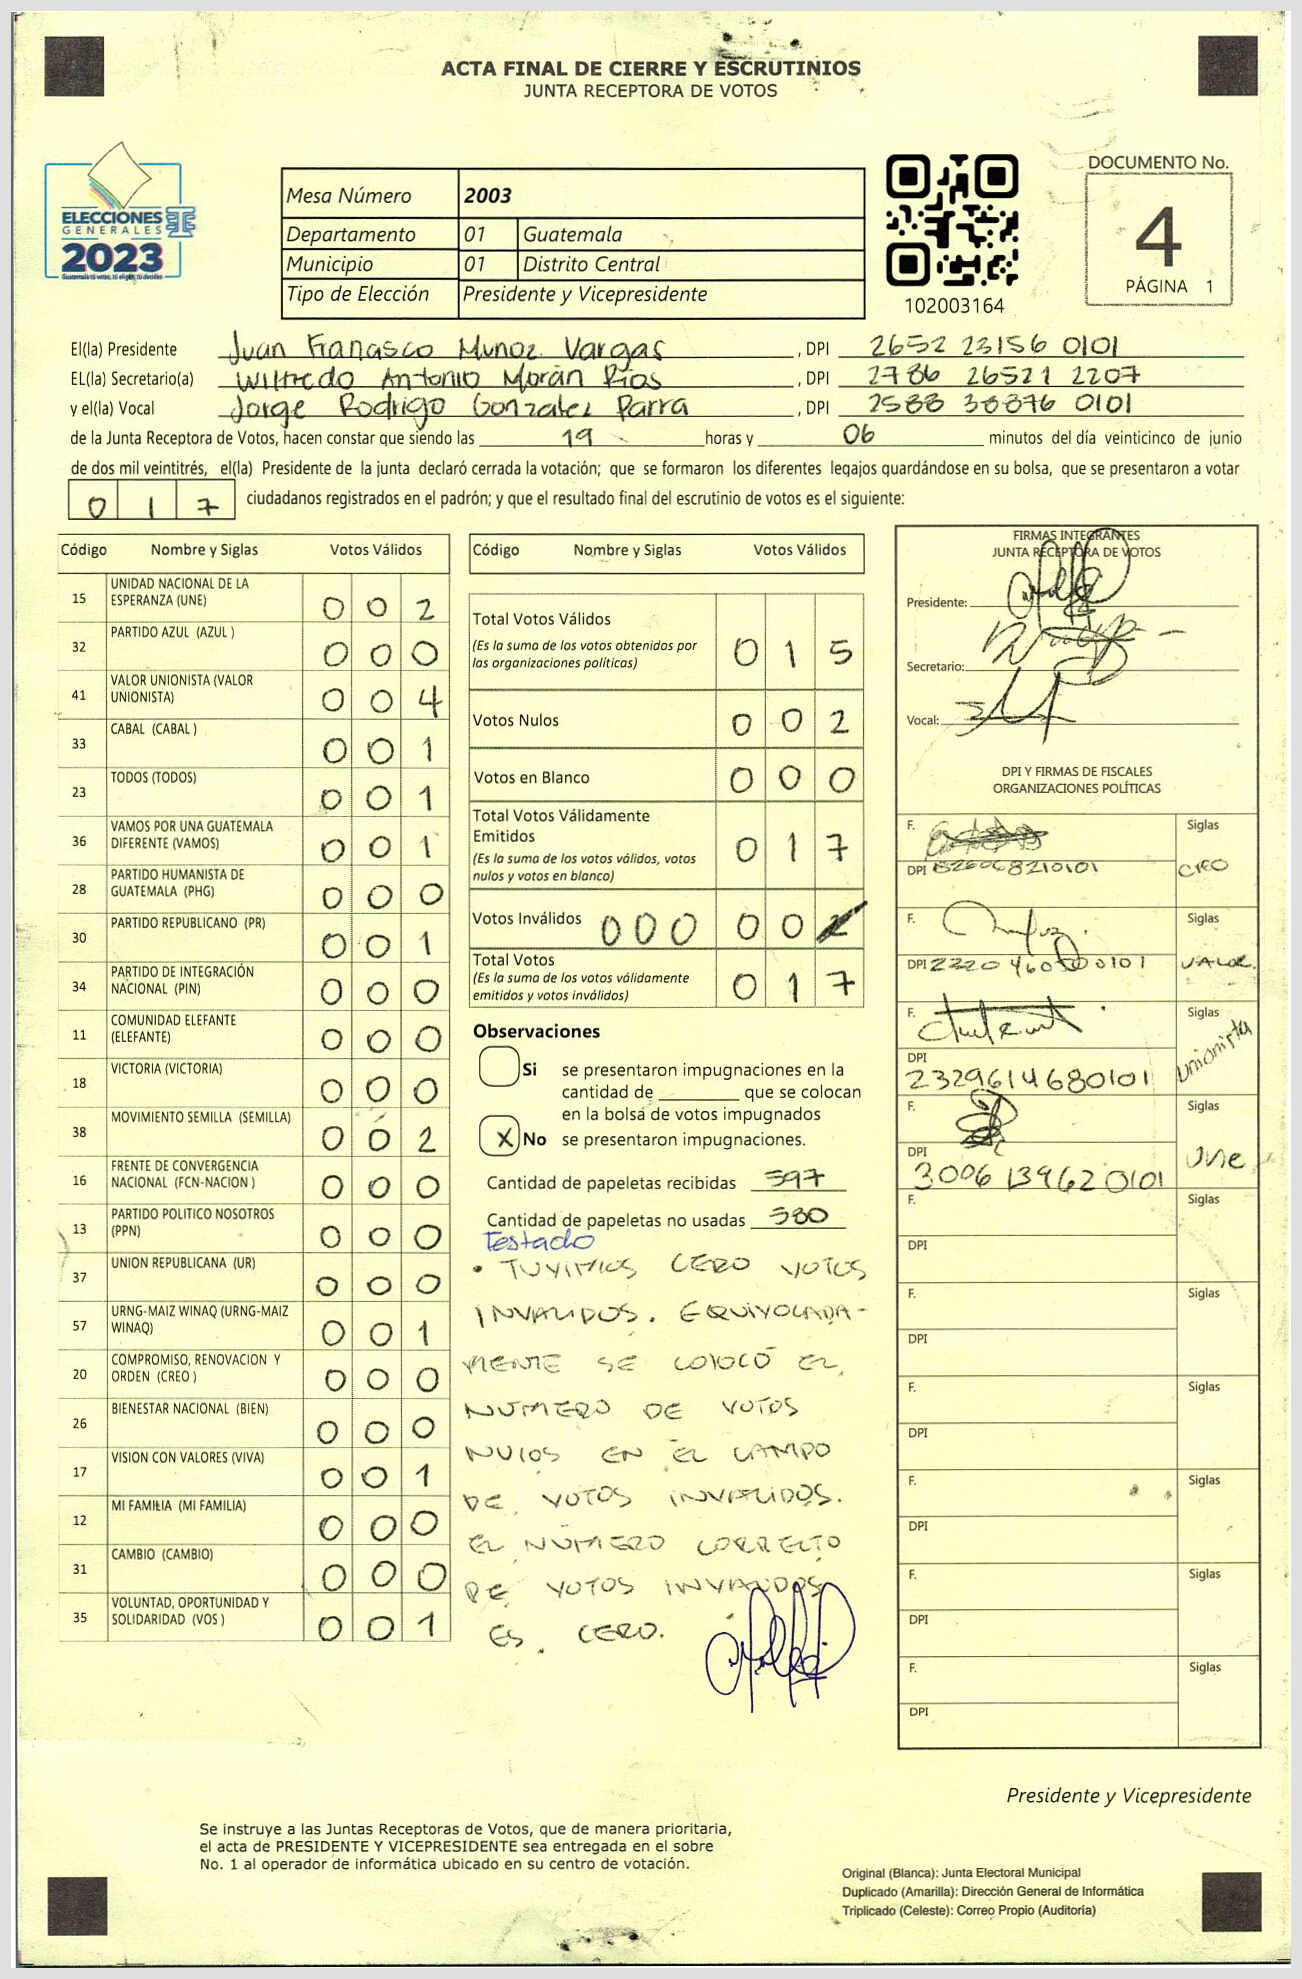 ACTA FINAL DE CIERRE Y ESCRUTINIOS
JUNTA RECEPTORA DE VOTOS
ELECCIONES
GENERALES
2023
Guatemala tú votas, tú eliges, tú decides
Mesa Número 2003
Departamento 01 Guatemala
Municipio 01 Distrito Central
Tipo de Elección Presidente y Vicepresidente
102003164
DOCUMENTO No.
4
PÁGINA 1
El(la) Presidente Juan Francisco Munoz Vargas , DPI 2652 23156 0101
EL(la) Secretario(a) Wilfredo Antonio Morán Rios , DPI 2786 26521 2207
y el(la) Vocal Jorge Rodrigo Gonzalez Parra , DPI 2588 38876 0101
de la Junta Receptora de Votos, hacen constar que siendo las 19 horas y 06 minutos del día veinticinco de junio
de dos mil veintitrés, el(la) Presidente de la junta declaró cerrada la votación; que se formaron los diferentes legajos guardándose en su bolsa, que se presentaron a votar
0 1 7 ciudadanos registrados en el padrón; y que el resultado final del escrutinio de votos es el siguiente:
Código Nombre y Siglas Votos Válidos
15 UNIDAD NACIONAL DE LA
ESPERANZA (UNE) 0 0 2
32 PARTIDO AZUL (AZUL ) 0 0 0
41 VALOR UNIONISTA (VALOR
UNIONISTA) 0 0 4
33 CABAL (CABAL ) 0 0 1
23 TODOS (TODOS) 0 0 1
36 VAMOS POR UNA GUATEMALA
DIFERENTE (VAMOS) 0 0 1
28 PARTIDO HUMANISTA DE
GUATEMALA (PHG) 0 0 0
30 PARTIDO REPUBLICANO (PR) 0 0 1
34 PARTIDO DE INTEGRACIÓN
NACIONAL (PIN) 0 0 0
11 COMUNIDAD ELEFANTE
(ELEFANTE) 0 0 0
18 VICTORIA (VICTORIA) 0 0 0
38 MOVIMIENTO SEMILLA (SEMILLA) 0 0 2
16 FRENTE DE CONVERGENCIA
NACIONAL (FCN-NACION ) 0 0 0
13 PARTIDO POLITICO NOSOTROS
(PPN) 0 0 0
37 UNION REPUBLICANA (UR) 0 0 0
57 URNG-MAIZ WINAQ (URNG-MAIZ
WINAQ) 0 0 1
20 COMPROMISO, RENOVACION Y
ORDEN (CREO ) 0 0 0
26 BIENESTAR NACIONAL (BIEN) 0 0 0
17 VISION CON VALORES (VIVA) 0 0 1
12 MI FAMILIA (MI FAMILIA) 0 0 0
31 CAMBIO (CAMBIO) 0 0 0
35 VOLUNTAD, OPORTUNIDAD Y
SOLIDARIDAD (VOS ) 0 0 1
Código Nombre y Siglas Votos Válidos
Total Votos Válidos
(Es la suma de los votos obtenidos por
las organizaciones políticas) 0 1 5
Votos Nulos 0 0 2
Votos en Blanco 0 0 0
Total Votos Válidamente
Emitidos
(Es la suma de los votos válidos, votos
nulos y votos en blanco) 0 1 7
Votos Inválidos 000 0 0 2
Total Votos
(Es la suma de los votos válidamente
emitidos y votos inválidos) 0 1 7
Observaciones
Si se presentaron impugnaciones en la
cantidad de ________ que se colocan
en la bolsa de votos impugnados
X No se presentaron impugnaciones.
Cantidad de papeletas recibidas 597
Cantidad de papeletas no usadas 580
Testado
• TUVIMOS CERO VOTOS
INVALIDOS. EQUIVOCADA-
MENTE SE COLOCÓ EL
NUMERO DE VOTOS
NULOS EN EL CAMPO
DE VOTOS INVALIDOS.
EL NÚMERO CORRECTO
DE VOTOS INVALIDOS
ES CERO.
FIRMAS INTEGRANTES
JUNTA RECEPTORA DE VOTOS
Presidente:
Secretario:
Vocal:
DPI Y FIRMAS DE FISCALES
ORGANIZACIONES POLÍTICAS
F. Siglas
DPI CREO
F. Siglas
DPI VALOR
F. Siglas
DPI Unionista
2329614680101
F. Siglas
DPI une
3006139620101
F. Siglas
DPI
F. Siglas
DPI
F. Siglas
DPI
F. Siglas
DPI
F. Siglas
DPI
F. Siglas
DPI
Presidente y Vicepresidente
Se instruye a las Juntas Receptoras de Votos, que de manera prioritaria,
el acta de PRESIDENTE Y VICEPRESIDENTE sea entregada en el sobre
No. 1 al operador de informática ubicado en su centro de votación.
Original (Blanca): Junta Electoral Municipal
Duplicado (Amarilla): Dirección General de Informática
Triplicado (Celeste): Correo Propio (Auditoría)